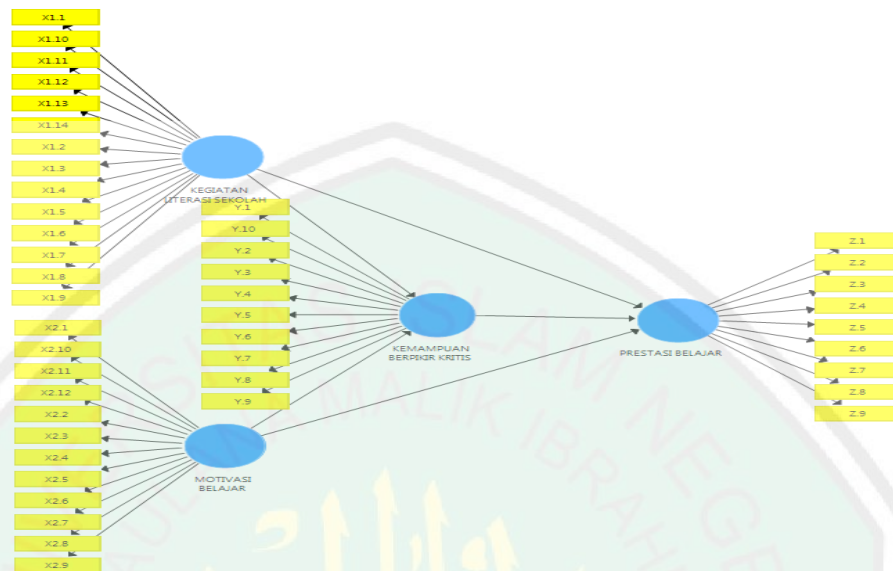 X1.1
X1.10
X1.11
X1.12
X1.13
X1.14
X1.2
X1.3
X1.4
X1.5
X1.6
X1.7
X1.8
X1.9
KEGIATAN
LITERASI SEKOLAH
Y.1
Y.10
Y.2
Y.3
Y.4
Y.5
Y.6
Y.7
Y.8
Y.9
X2.1
X2.10
X2.11
X2.12
X2.2
X2.3
X2.4
X2.5
X2.6
X2.7
X2.8
X2.9
MOTIVASI
BELAJAR
KEMAMPUAN
BERPIKIR KRITIS
PRESTASI BELAJAR
Z.1
Z.2
Z.3
Z.4
Z.5
Z.6
Z.7
Z.8
Z.9